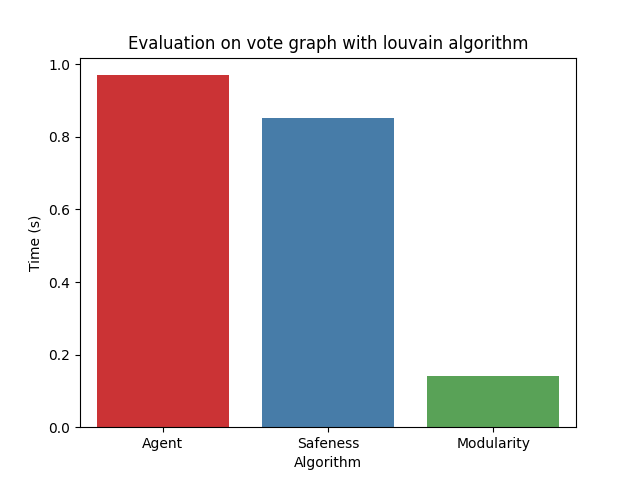 Evaluation on vote graph with louvain algorithm
1.0
0.8
0.6
0.4
0.2
0.0
Time (s)
Agent
Safeness
Modularity
Algorithm